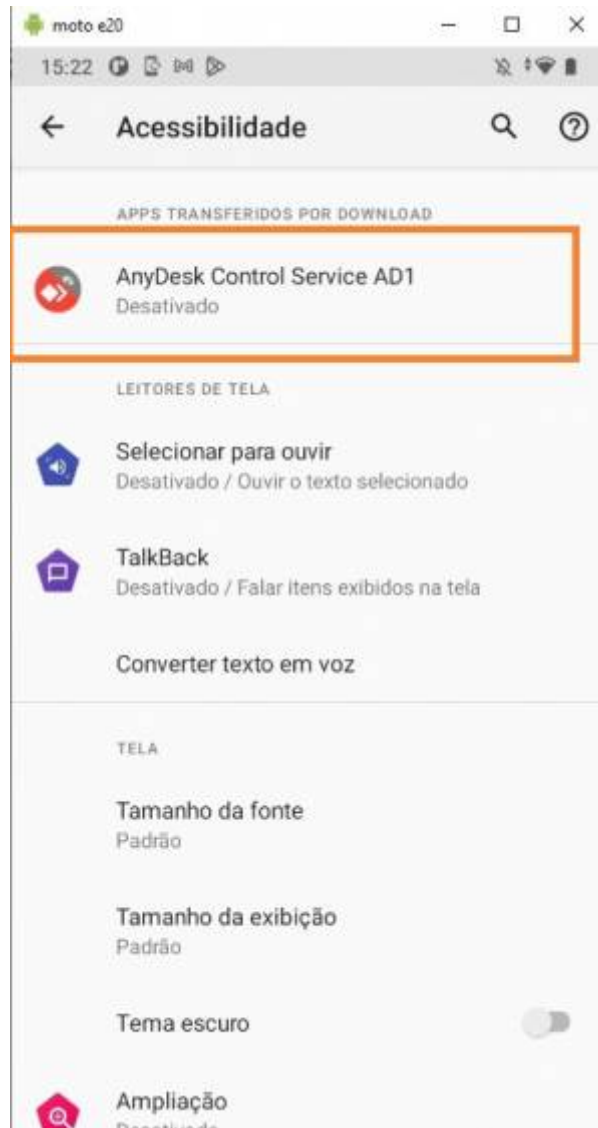 moto e20
15:22
Acessibilidade
APPS TRANSFERIDOS POR DOWNLOAD
AnyDesk Control Service AD1
Desativado
LEITORES DE TELA
Selecionar para ouvir
Desativado / Ouvir o texto selecionado
TalkBack
Desativado / Falar itens exibidos na tela
Converter texto em voz
TELA
Tamanho da fonte
Padrão
Tamanho da exibição
Padrão
Tema escuro
Ampliação